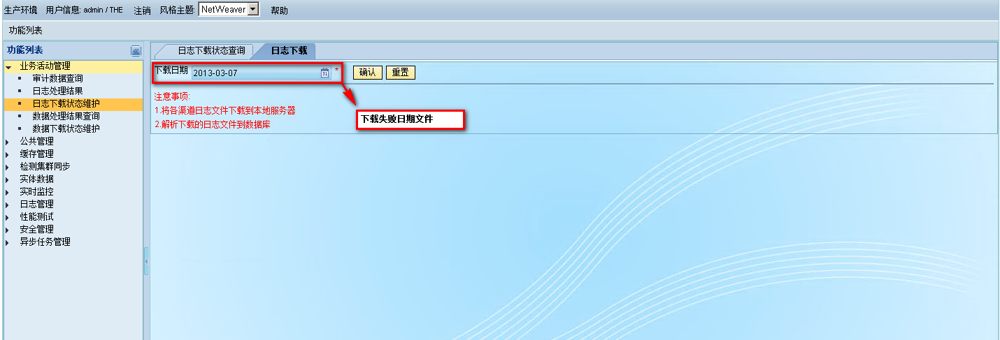 生产环境 用户信息: admin / THE 注销 风格主题: NetWeaver 帮助
功能列表
功能列表
业务活动管理
审计数据查询
日志处理结果
日志下载状态维护
数据处理结果查询
数据下载状态维护
公共管理
缓存管理
检测集群同步
实体数据
实时监控
日志管理
性能测试
安全管理
异步任务管理
日志下载状态查询 日志下载
下载日期 2013-03-07 31 * 确认 重置
注意事项:
1.将各渠道日志文件下载到本地服务器
2.解析下载的日志文件到数据库
下载失败日期文件